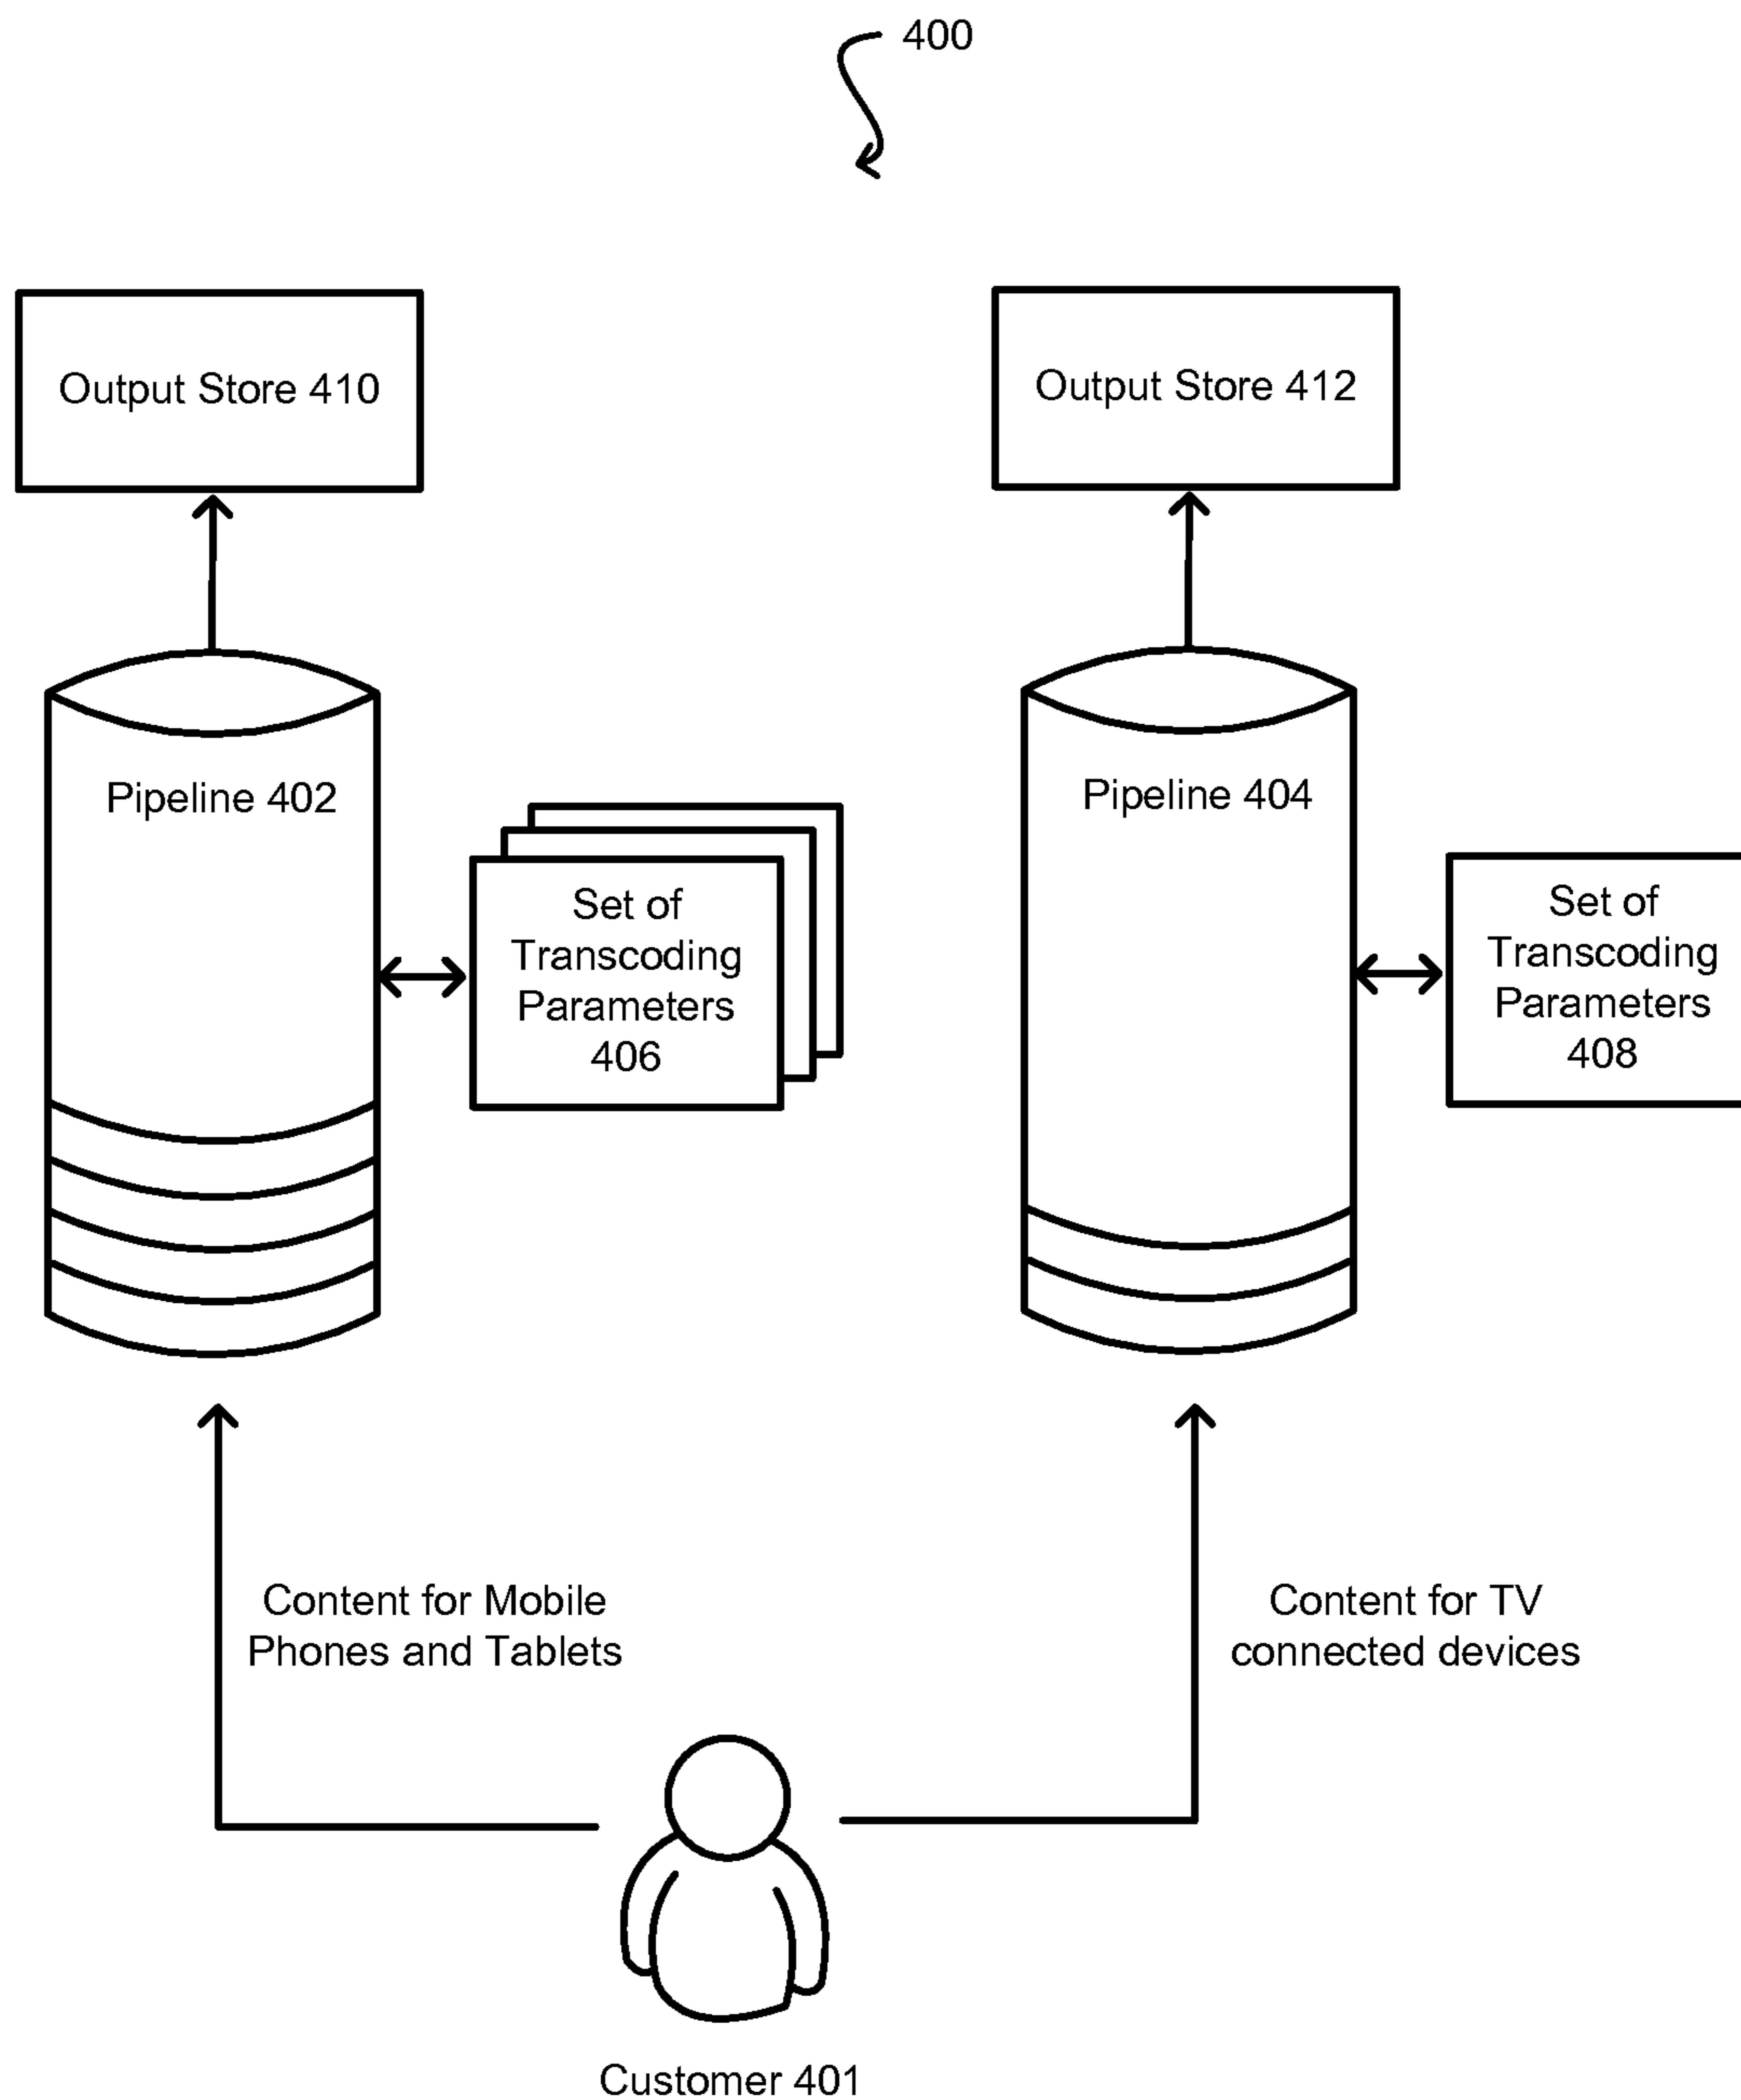 400
Output Store 410
Output Store 412
Pipeline 402
Pipeline 404
Set of
Transcoding
Parameters
406
Set of
Transcoding
Parameters
408
Content for Mobile
Phones and Tablets
Content for TV
connected devices
Customer 401